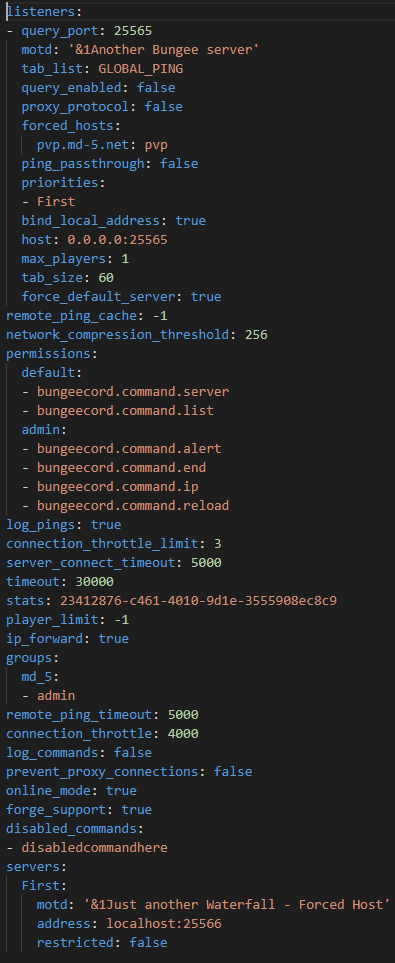 listeners:
- query_port: 25565
  motd: '&1Another Bungee server'
  tab_list: GLOBAL_PING
  query_enabled: false
  proxy_protocol: false
  forced_hosts:
    pvp.md-5.net: pvp
  ping_passthrough: false
  priorities:
  - First
  bind_local_address: true
  host: 0.0.0.0:25565
  max_players: 1
  tab_size: 60
  force_default_server: true
remote_ping_cache: -1
network_compression_threshold: 256
permissions:
  default:
  - bungeecord.command.server
  - bungeecord.command.list
  admin:
  - bungeecord.command.alert
  - bungeecord.command.end
  - bungeecord.command.ip
  - bungeecord.command.reload
log_pings: true
connection_throttle_limit: 3
server_connect_timeout: 5000
timeout: 30000
stats: 23412876-c461-4010-9d1e-3555908ec8c9
player_limit: -1
ip_forward: true
groups:
  md_5:
  - admin
remote_ping_timeout: 5000
connection_throttle: 4000
log_commands: false
prevent_proxy_connections: false
online_mode: true
forge_support: true
disabled_commands:
- disabledcommandhere
servers:
  First:
    motd: '&1Just another Waterfall - Forced Host'
    address: localhost:25566
    restricted: false